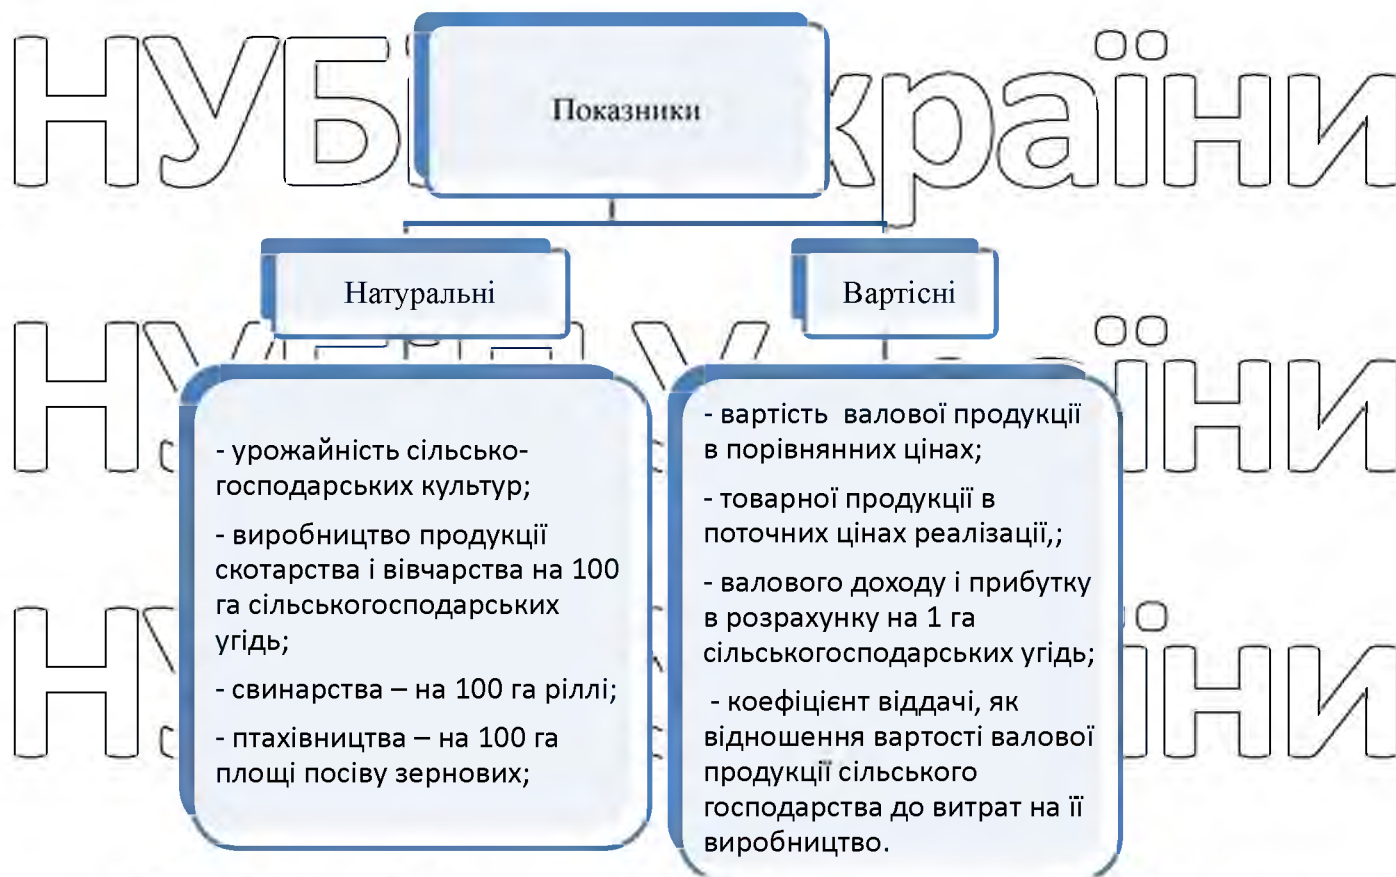 НУБ країни
Показники
Натуральні
Вартісні
- урожайність сільсько-
господарських культур;
- виробництво продукції
скотарства і вівчарства на 100
га сільськогосподарських
угідь;
- свинарства – на 100 га ріллі;
- птахівництва – на 100 га
площі посіву зернових;
- вартість валової продукції
в порівнянних цінах;
- товарної продукції в
поточних цінах реалізації,;
- валового доходу і прибутку
в розрахунку на 1 га
сільськогосподарських угідь;
- коефіцієнт віддачі, як
відношення вартості валової
продукції сільського
господарства до витрат на її
виробництво.